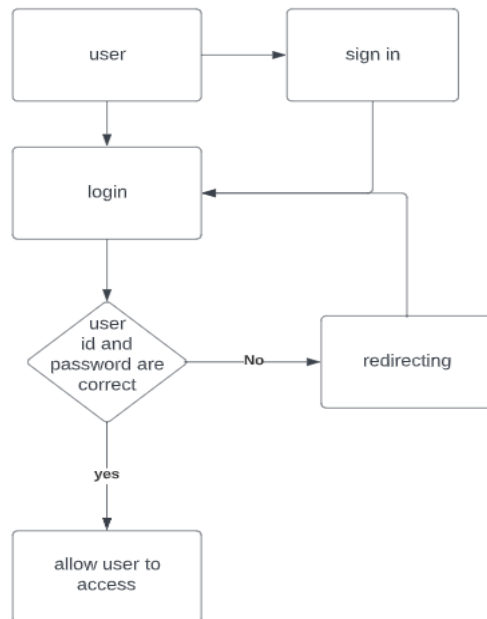 user
sign in
login
user
id and
password are
correct
No
redirecting
yes
allow user to
access